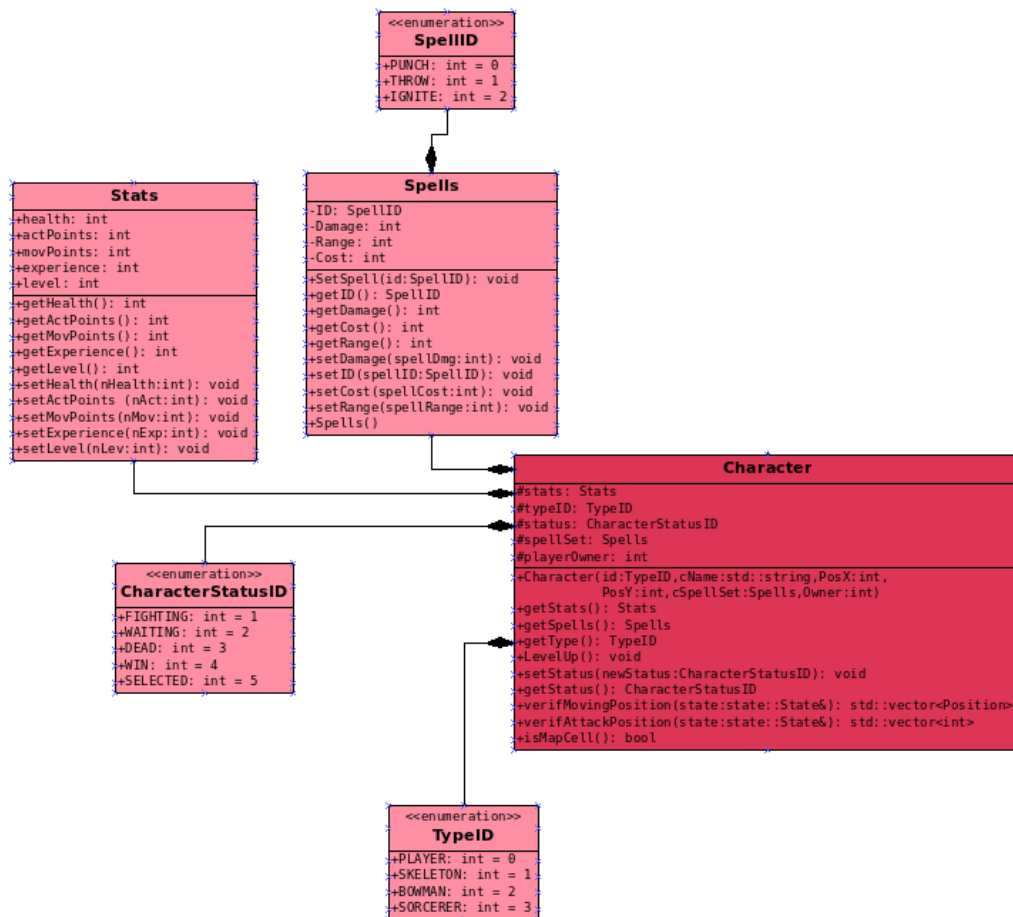 <<enumeration>>
SpellID
+PUNCH: int = 0
+THROW: int = 1
+IGNITE: int = 2
Stats
+health: int
+actPoints: int
+movPoints: int
+experience: int
+level: int
+getHealth(): int
+getActPoints(): int
+getMovPoints(): int
+getExperience(): int
+getLevel(): int
+setHealth(nHealth:int): void
+setActPoints (nAct:int): void
+setMovPoints(nMov:int): void
+setExperience(nExp:int): void
+setLevel(nLev:int): void
Spells
-ID: SpellID
-Damage: int
-Range: int
-Cost: int
+SetSpell(id:SpellID): void
+getID(): SpellID
+getDamage(): int
+getCost(): int
+getRange(): int
+setDamage(spellDmg:int): void
+setID(spellID:SpellID): void
+setCost(spellCost:int): void
+setRange(spellRange:int): void
+Spells()
Character
#stats: Stats
#typeID: TypeID
#status: CharacterStatusID
#spellSet: Spells
#playerOwner: int
+Character(id:TypeID,cName:std::string,PosX:int,
PosY:int,cSpellSet:Spells,Owner:int)
+getStats(): Stats
+getSpells(): Spells
+getType(): TypeID
+LevelUp(): void
+setStatus(newStatus:CharacterStatusID): void
+getStatus(): CharacterStatusID
+verifMovingPosition(state:state::State&): std::vector<Position>
+verifAttackPosition(state:state::State&): std::vector<int>
+isMapCell(): bool
<<enumeration>>
CharacterStatusID
+FIGHTING: int = 1
+WAITING: int = 2
+DEAD: int = 3
+WIN: int = 4
+SELECTED: int = 5
<<enumeration>>
TypeID
+PLAYER: int = 0
+SKELETON: int = 1
+BOWMAN: int = 2
+SORCERER: int = 3